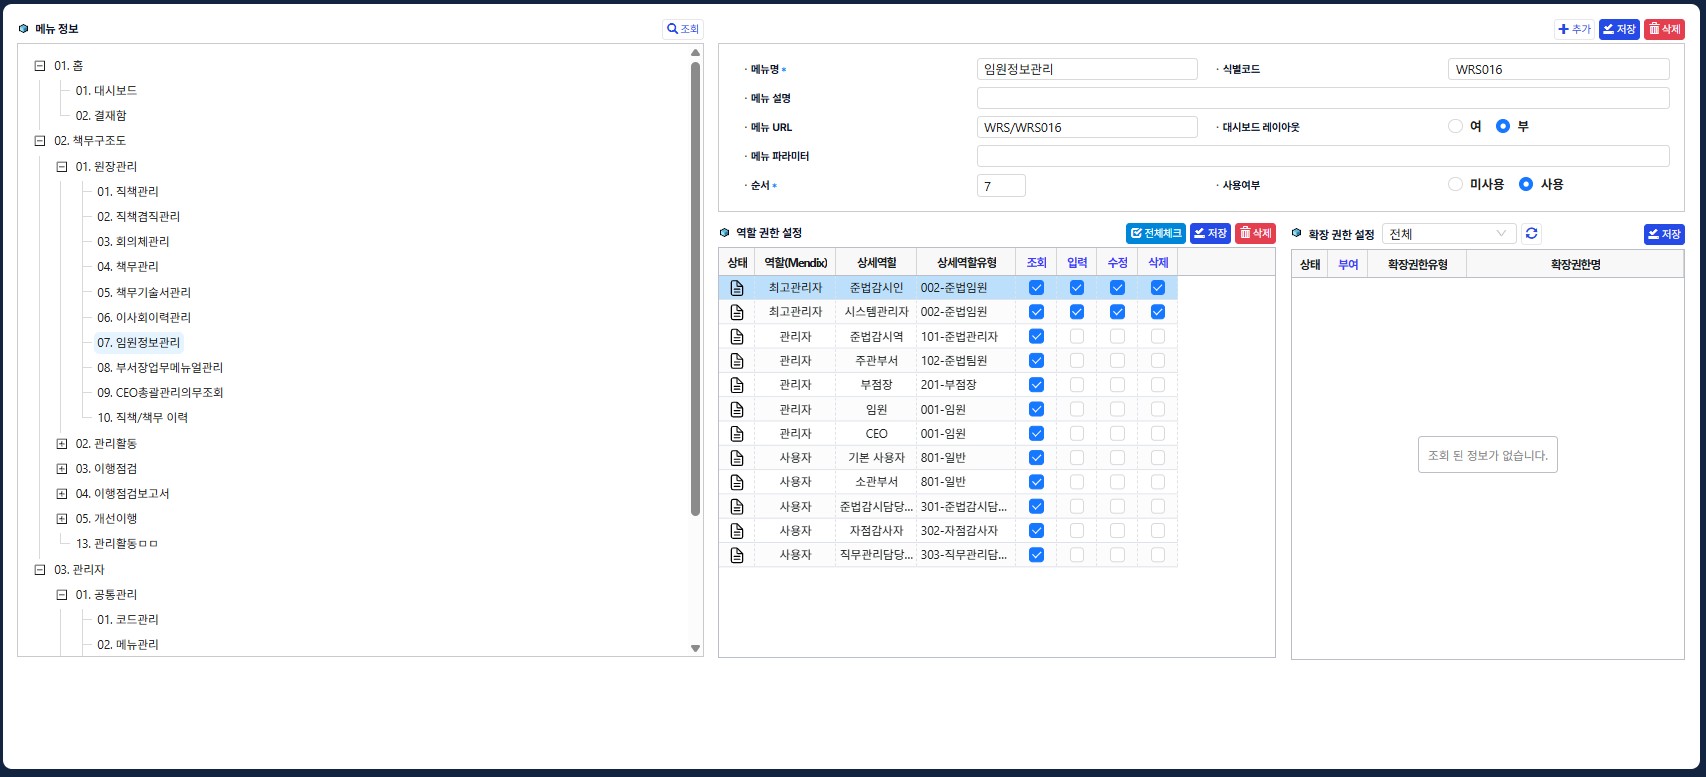 메뉴 정보
조회
01. 홈
01. 대시보드
02. 결재함
02. 책무구조도
01. 원장관리
01. 직책관리
02. 직책겸직관리
03. 회의체관리
04. 책무관리
05. 책무기술서관리
06. 이사회이력관리
07. 임원정보관리
08. 부서장업무메뉴얼관리
09. CEO총괄관리의무조회
10. 직책/책무 이력
02. 관리활동
03. 이행점검
04. 이행점검보고서
05. 개선이행
13. 관리활동ㅁㅁ
03. 관리자
01. 공통관리
01. 코드관리
02. 메뉴관리
추가 저장 삭제
· 메뉴명 * 임원정보관리 · 식별코드 WRS016
· 메뉴 설명
· 메뉴 URL WRS/WRS016 · 대시보드 레이아웃 여 부
· 메뉴 파라미터
· 순서 * 7 · 사용여부 미사용 사용
역할 권한 설정 전체체크 저장 삭제
상태 역할(Mendix) 상세역할 상세역할유형 조회 입력 수정 삭제
최고관리자 준법감시인 002-준법임원
최고관리자 시스템관리자 002-준법임원
관리자 준법감시역 101-준법관리자
관리자 주관부서 102-준법팀원
관리자 부점장 201-부점장
관리자 임원 001-임원
관리자 CEO 001-임원
사용자 기본 사용자 801-일반
사용자 소관부서 801-일반
사용자 준법감시담당... 301-준법감시담...
사용자 자점감사자 302-자점감사자
사용자 직무관리담당... 303-직무관리담...
확장 권한 설정 전체 저장
상태 부여 확장권한유형 확장권한명
조회 된 정보가 없습니다.